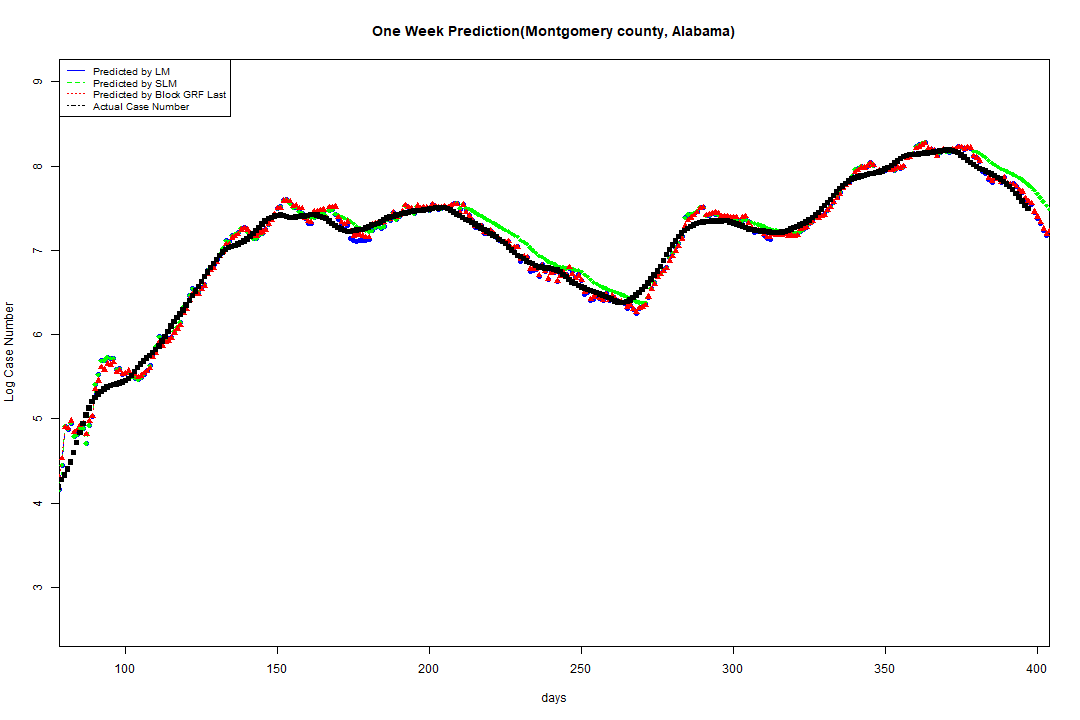 One Week Prediction(Montgomery county, Alabama)
Predicted by LM
Predicted by SLM
Predicted by Block GRF Last
Actual Case Number
9
8
7
6
5
4
3
Log Case Number
100 150 200 250 300 350 400
days